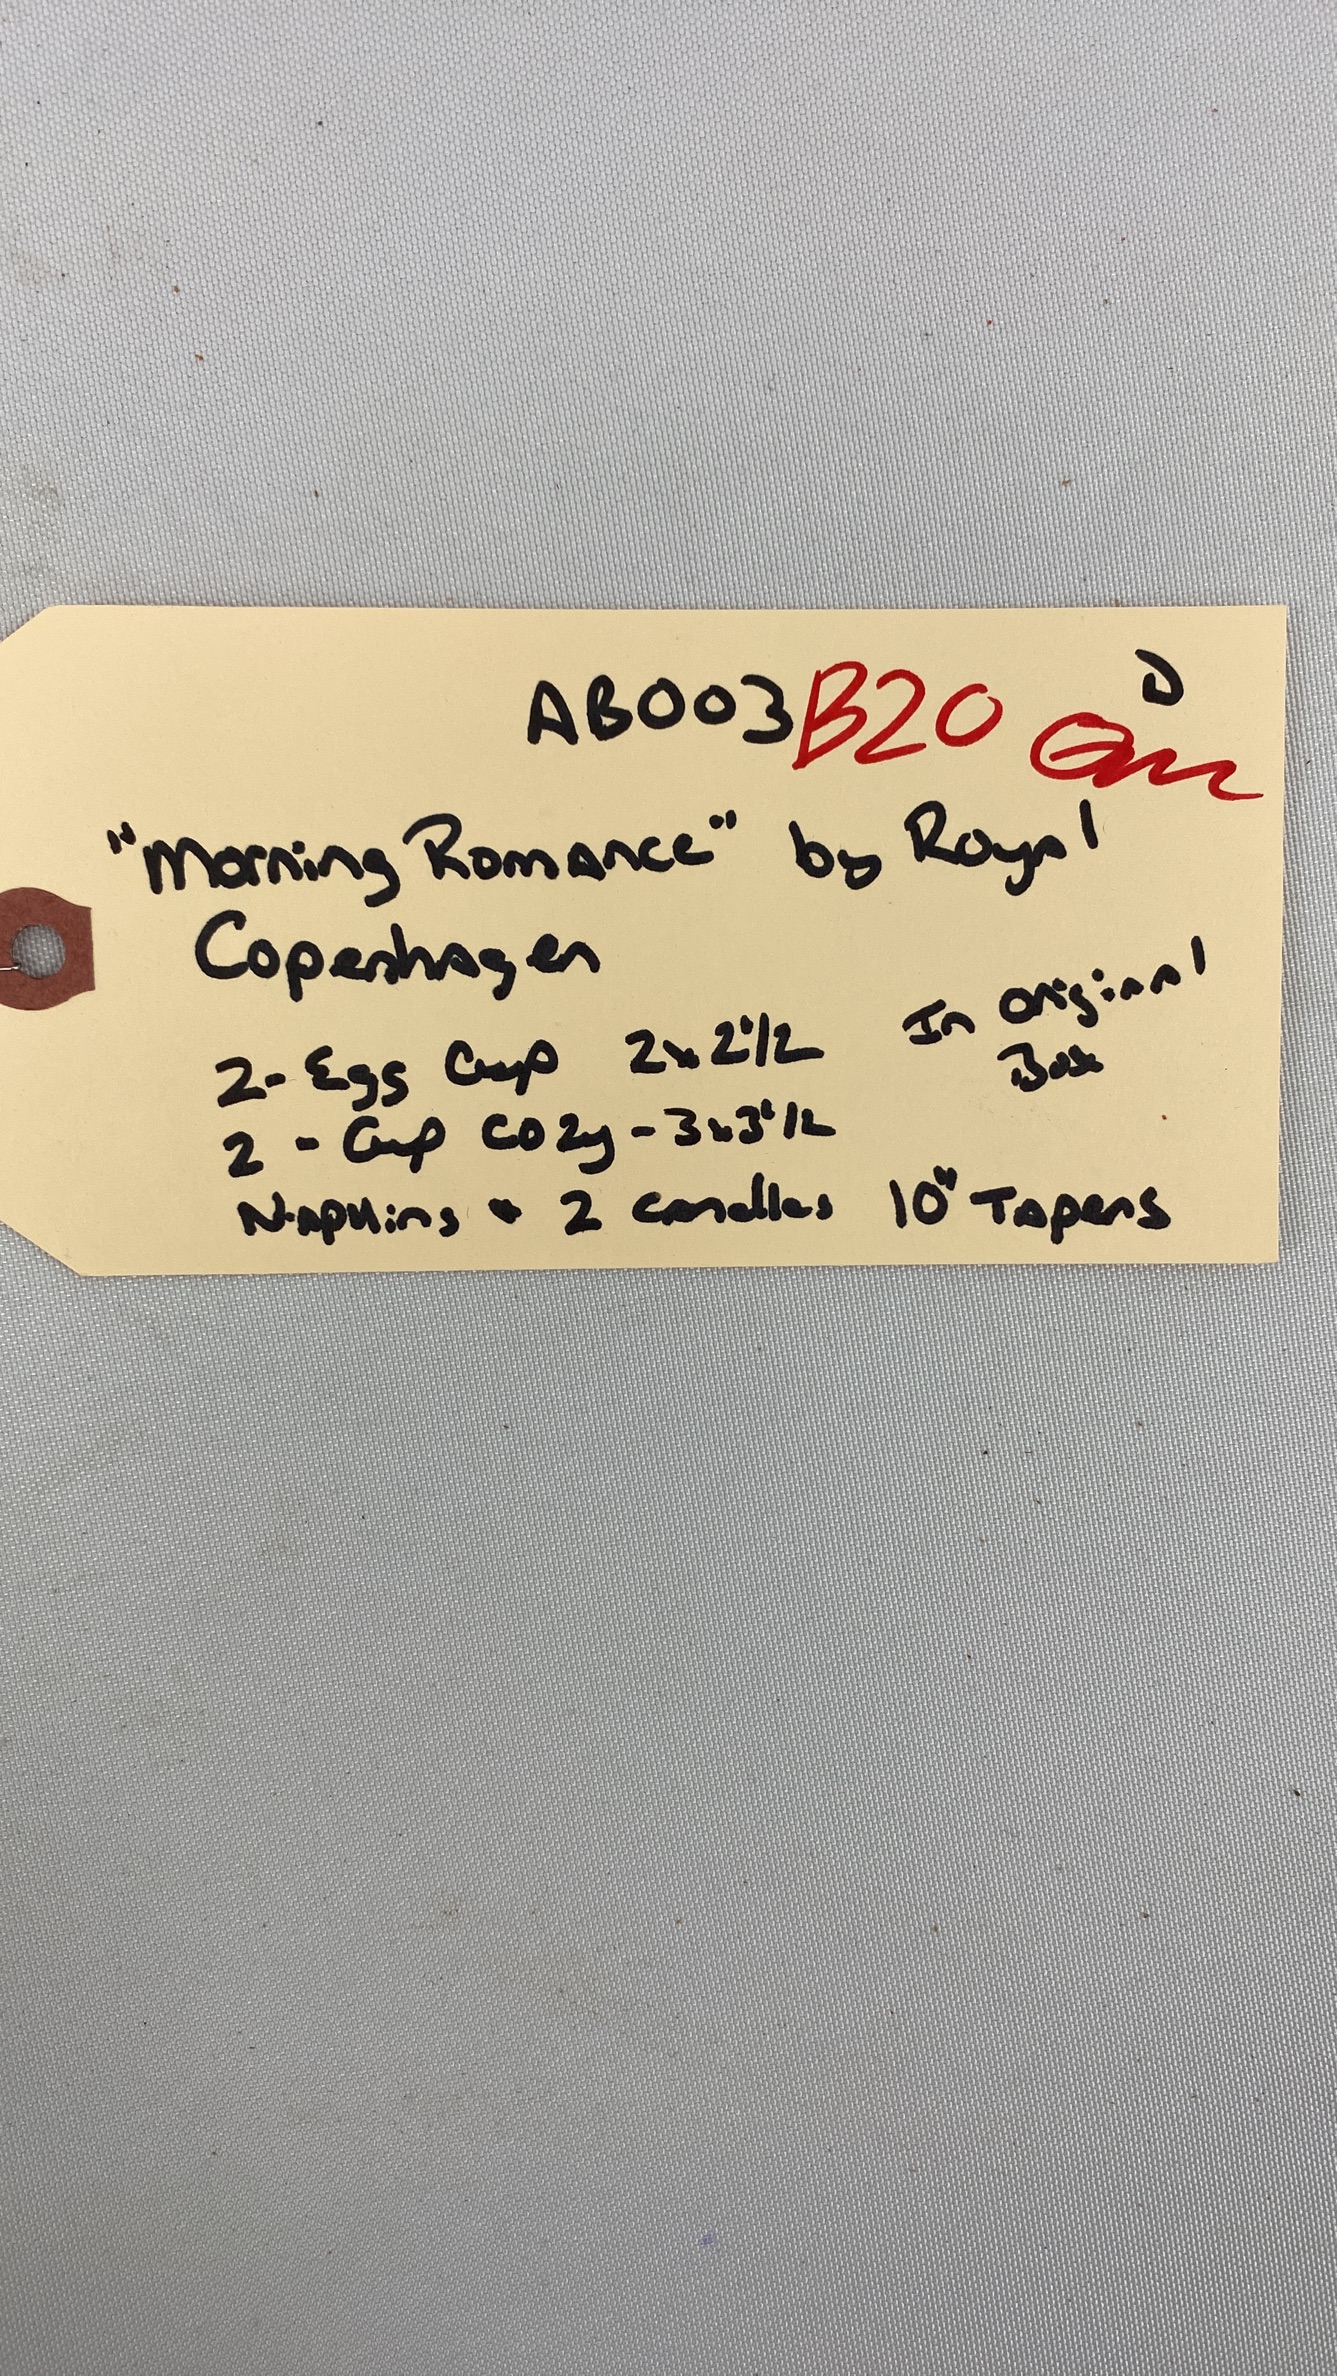 AB003 B20 D
"Morning Romance" by Royal
Copenhagen
In original
Box
2- Eggs Cup 2x2 1/2
2 - Cup Cozy - 3x3 1/2
Napkins + 2 candles 10" Tapers